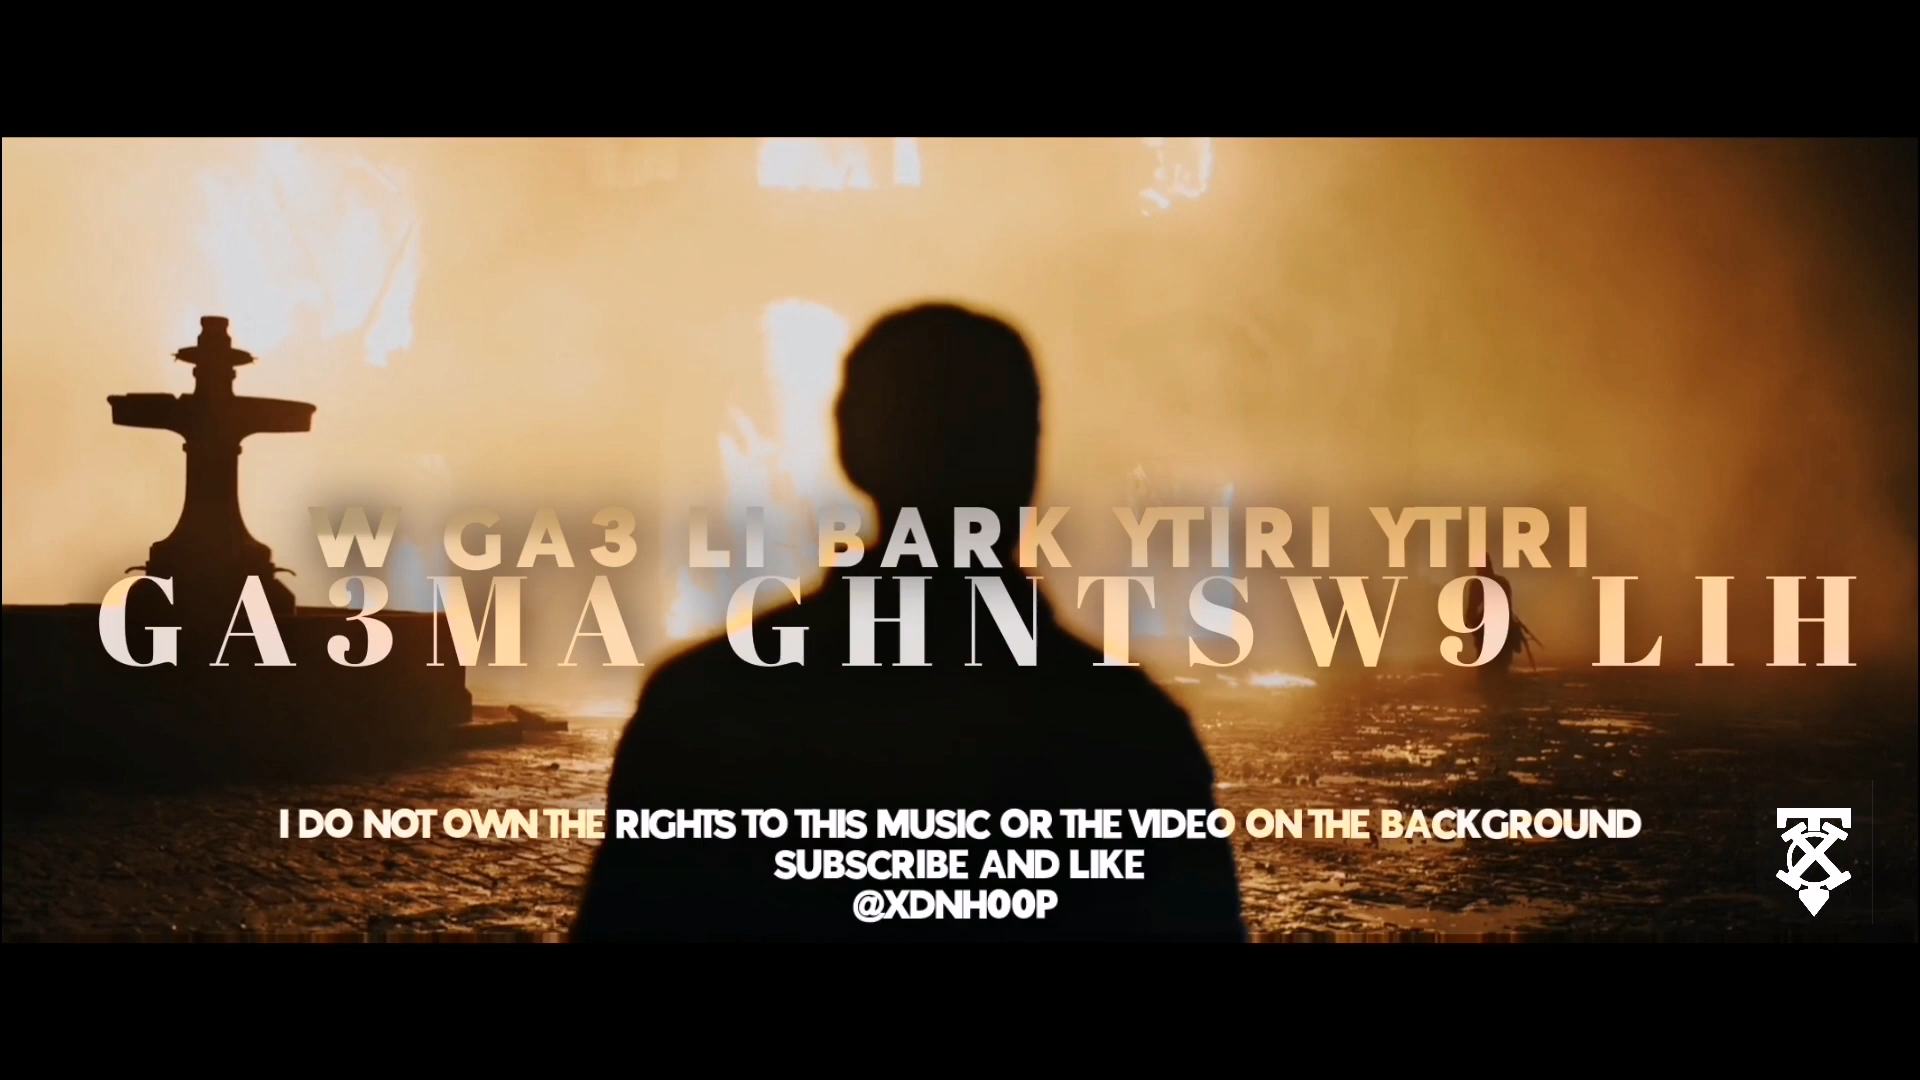 W GA3 LI BARK YTIRI YTIRI
GA3MA GHNTSW9 LIH
I DO NOT OWN THE RIGHTS TO THIS MUSIC OR THE VIDEO ON THE BACKGROUND
SUBSCRIBE AND LIKE
@XDNH00P